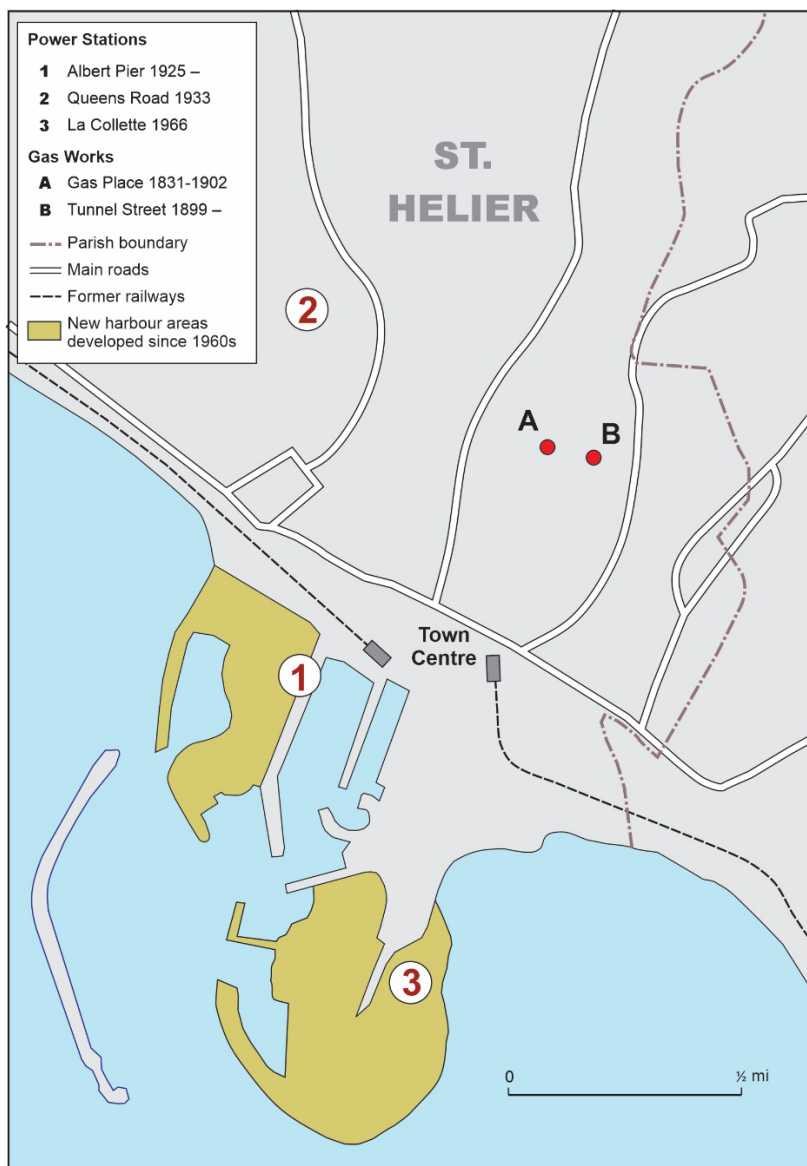 Power Stations
1 Albert Pier 1925 –
2 Queens Road 1933
3 La Collette 1966
Gas Works
A Gas Place 1831-1902
B Tunnel Street 1899 –
Parish boundary
Main roads
Former railways
New harbour areas
developed since 1960s
ST.
HELIER
2
A
B
Town
Centre
1
3
0 ½ mi